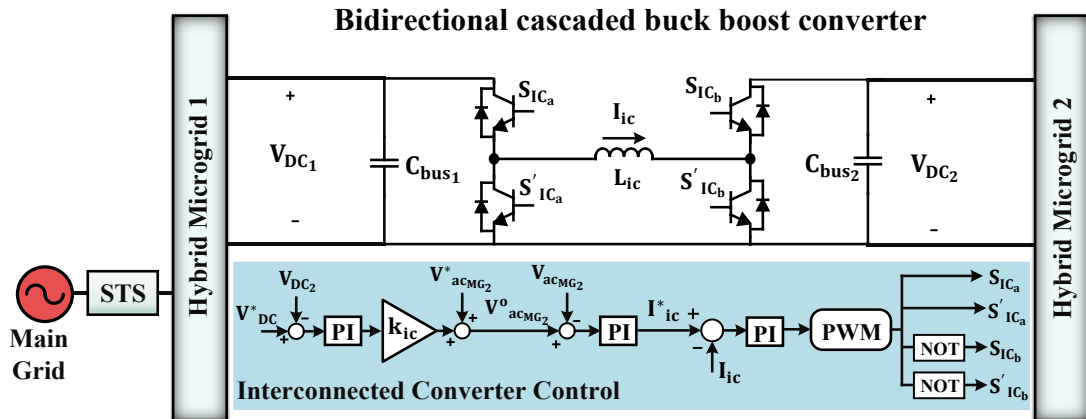 Bidirectional cascaded buck boost converter
Hybrid Microgrid 1
+
V_DC1
−
C_bus1
S_ICa
S'_ICa
I_ic
L_ic
S_ICb
S'_ICb
C_bus2
+
V_DC2
−
Hybrid Microgrid 2
STS
Main
Grid
V*_DC
V_DC2
+
−
PI
k_ic
V*_acMG2
+
+
V^o_acMG2
V_acMG2
+
−
PI
I*_ic
+
−
I_ic
PI
PWM
S_ICa
S'_ICa
NOT
S_ICb
NOT
S'_ICb
Interconnected Converter Control